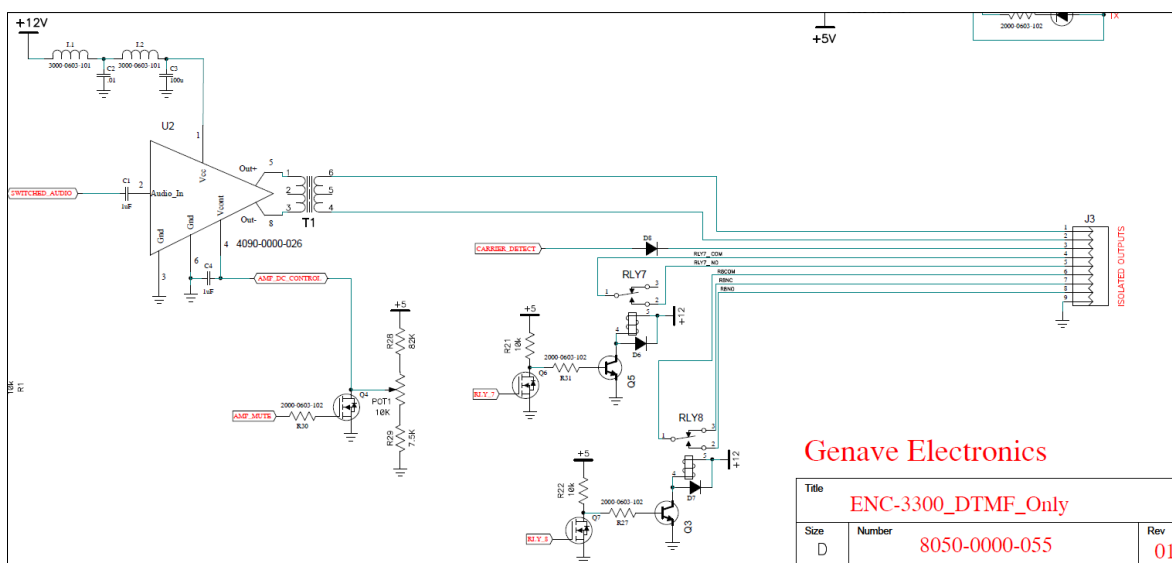 +12V
L1
3000-0603-101
L2
3000-0603-101
C2
.01
C3
100u
+5V
2000-0603-102
TX
U2
1
Vcc
SWITCHED_AUDIO
C1
1uF
2
Audio_In
Out+
5
Out-
8
Gnd
3
Gnd
6
Vcont
4
4090-0000-026
C4
1uF
AMP_DC_CONTROL
1
2
3
6
5
4
T1
10k
R1
+5
R28
82K
POT1
10K
R29
7.5K
AMP_MUTE
2000-0603-102
R30
Q4
CARRIER_DETECT
D8
RLY7_COM
RLY7_NO
R8COM
R8NC
R8NO
J3
1
2
3
4
5
6
7
8
9
ISOLATED OUTPUTS
RLY7
1
3
2
4
5
+12
D6
+5
R21
10k
Q6
RLY_7
2000-0603-102
R31
Q5
RLY8
1
3
2
4
5
+12
D7
+5
R22
10k
Q7
RLY_8
2000-0603-102
R27
Q3
Genave Electronics
Title
ENC-3300_DTMF_Only
Size
D
Number
8050-0000-055
Rev
01